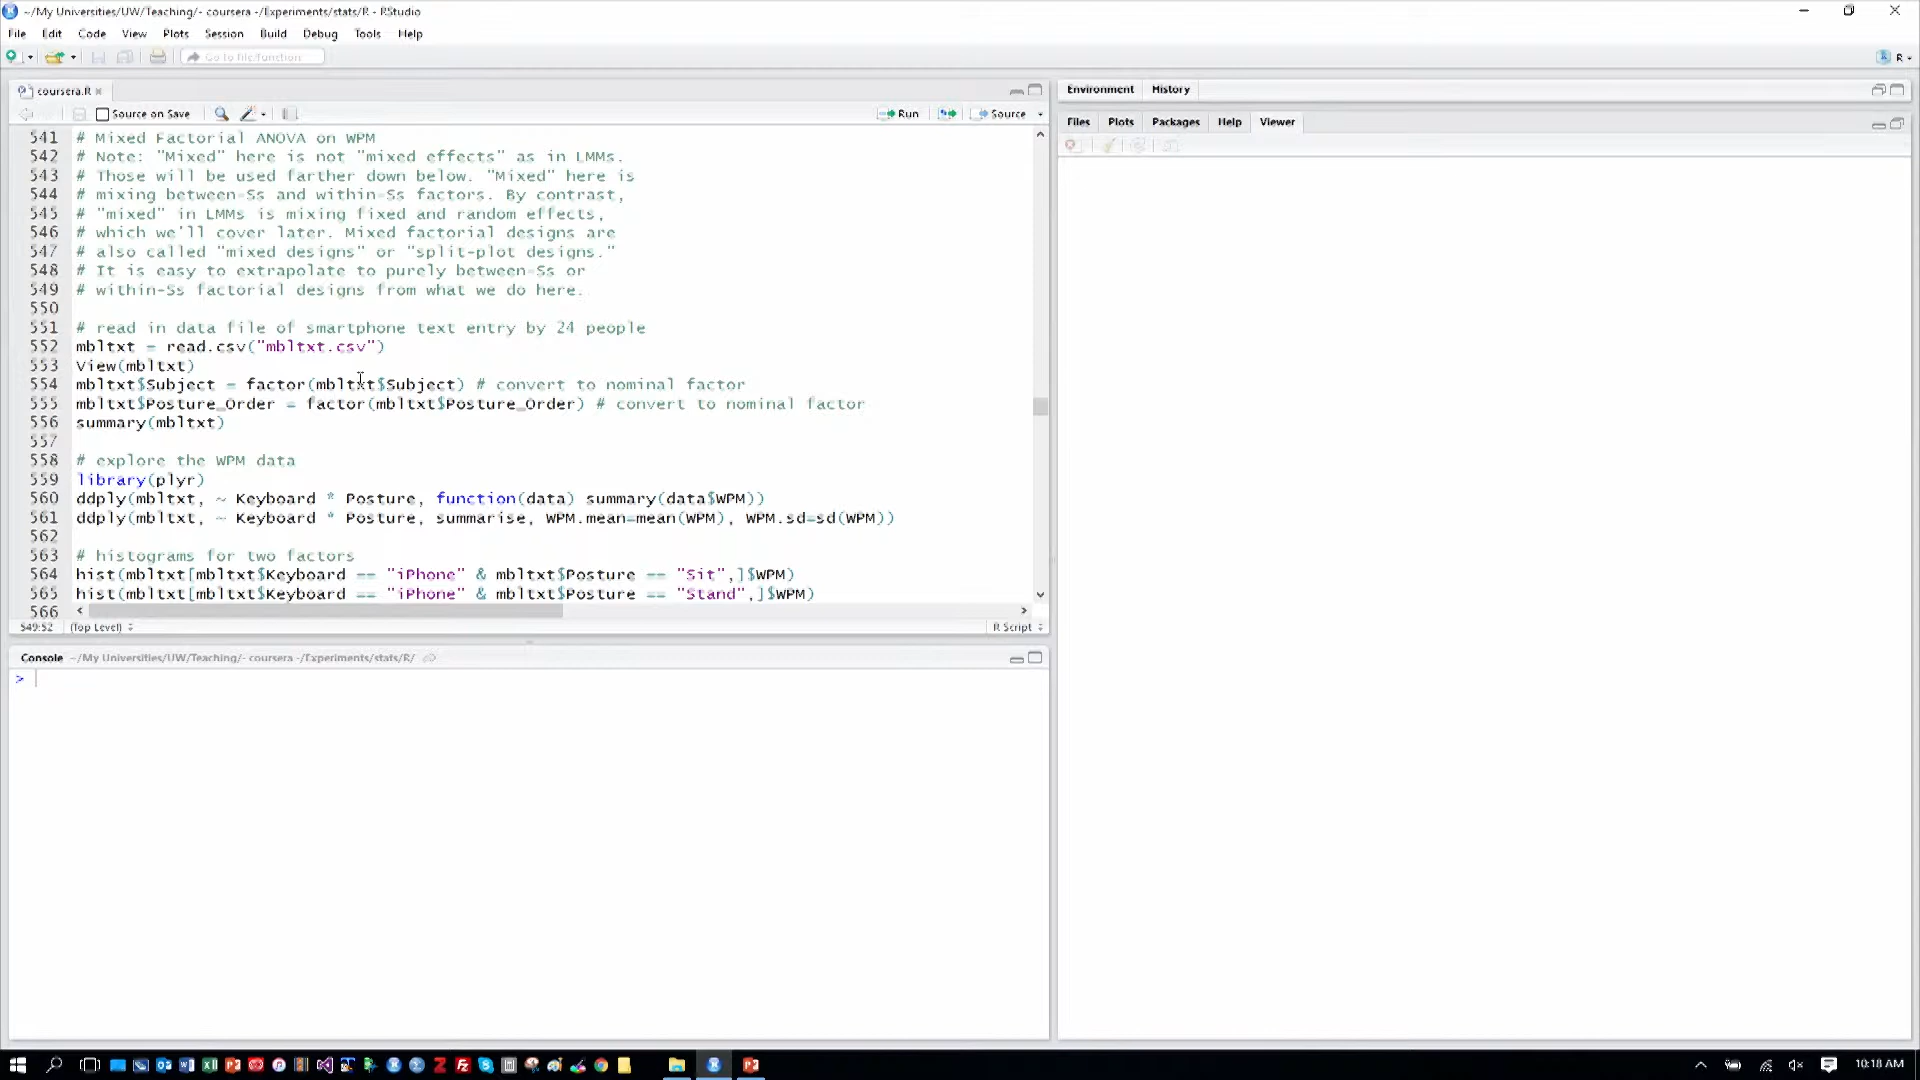 ~/My Universities/UW/Teaching/- coursera -/Experiments/stats/R - RStudio
File Edit Code View Plots Session Build Debug Tools Help
Go to file/function
R
coursera.R
Source on Save
Run
Source
541 # Mixed Factorial ANOVA on WPM
542 # Note: "Mixed" here is not "mixed effects" as in LMMs.
543 # Those will be used farther down below. "Mixed" here is
544 # mixing between-Ss and within-Ss factors. By contrast,
545 # "mixed" in LMMs is mixing fixed and random effects,
546 # which we'll cover later. Mixed factorial designs are
547 # also called "mixed designs" or "split-plot designs."
548 # It is easy to extrapolate to purely between-Ss or
549 # within-Ss factorial designs from what we do here.
550
551 # read in data file of smartphone text entry by 24 people
552 mbltxt = read.csv("mbltxt.csv")
553 View(mbltxt)
554 mbltxt$Subject = factor(mbltxt$Subject) # convert to nominal factor
555 mbltxt$Posture_Order = factor(mbltxt$Posture_Order) # convert to nominal factor
556 summary(mbltxt)
557
558 # explore the WPM data
559 library(plyr)
560 ddply(mbltxt, ~ Keyboard * Posture, function(data) summary(data$WPM))
561 ddply(mbltxt, ~ Keyboard * Posture, summarise, WPM.mean=mean(WPM), WPM.sd=sd(WPM))
562
563 # histograms for two factors
564 hist(mbltxt[mbltxt$Keyboard == "iPhone" & mbltxt$Posture == "Sit",]$WPM)
565 hist(mbltxt[mbltxt$Keyboard == "iPhone" & mbltxt$Posture == "Stand",]$WPM)
566
549:52 (Top Level)
R Script
Console ~/My Universities/UW/Teaching/- coursera -/Experiments/stats/R/
>
Environment History
Files Plots Packages Help Viewer
10:18 AM